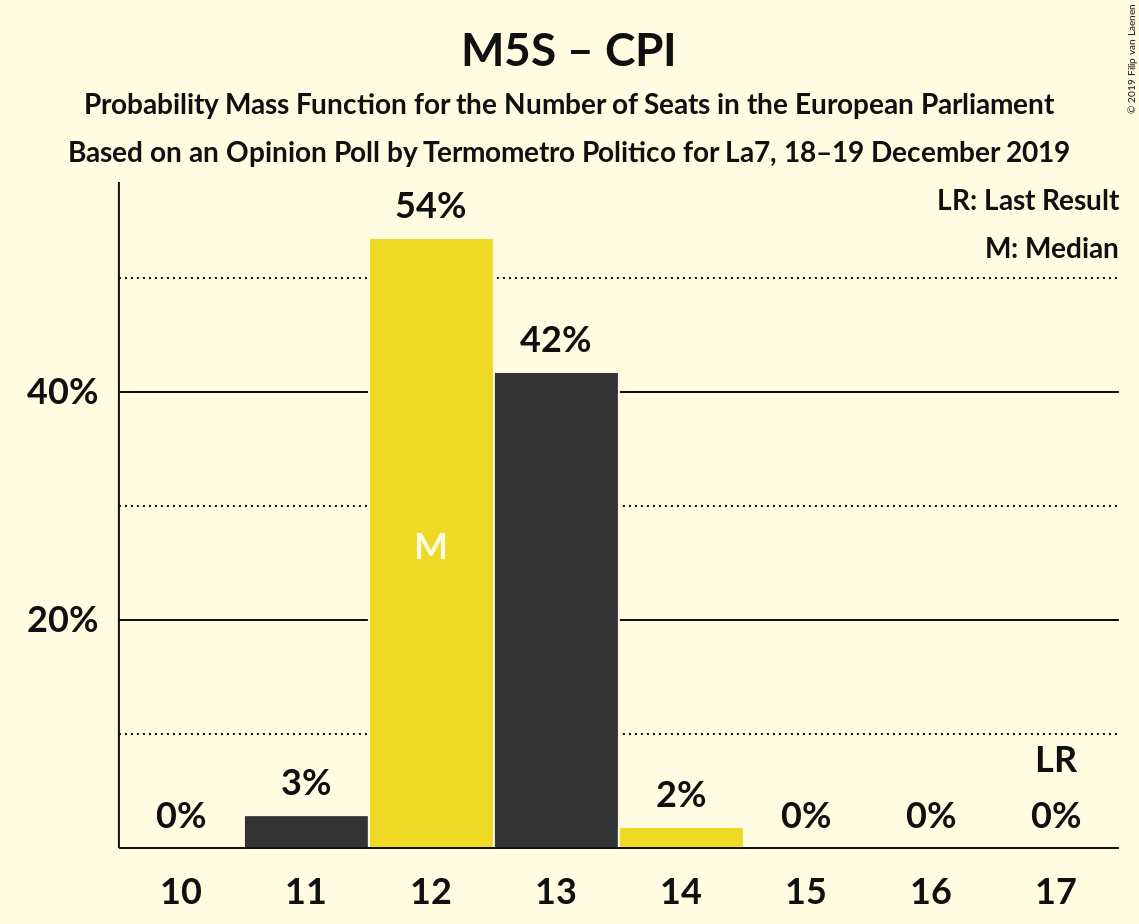 M5S – CPI
Probability Mass Function for the Number of Seats in the European Parliament
Based on an Opinion Poll by Termometro Politico for La7, 18–19 December 2019
© 2019 Filip van Laenen
LR: Last Result
M: Median
54%
42%
40%
M
20%
LR
3%
2%
0%
0%
0%
0%
10 11 12 13 14 15 16 17